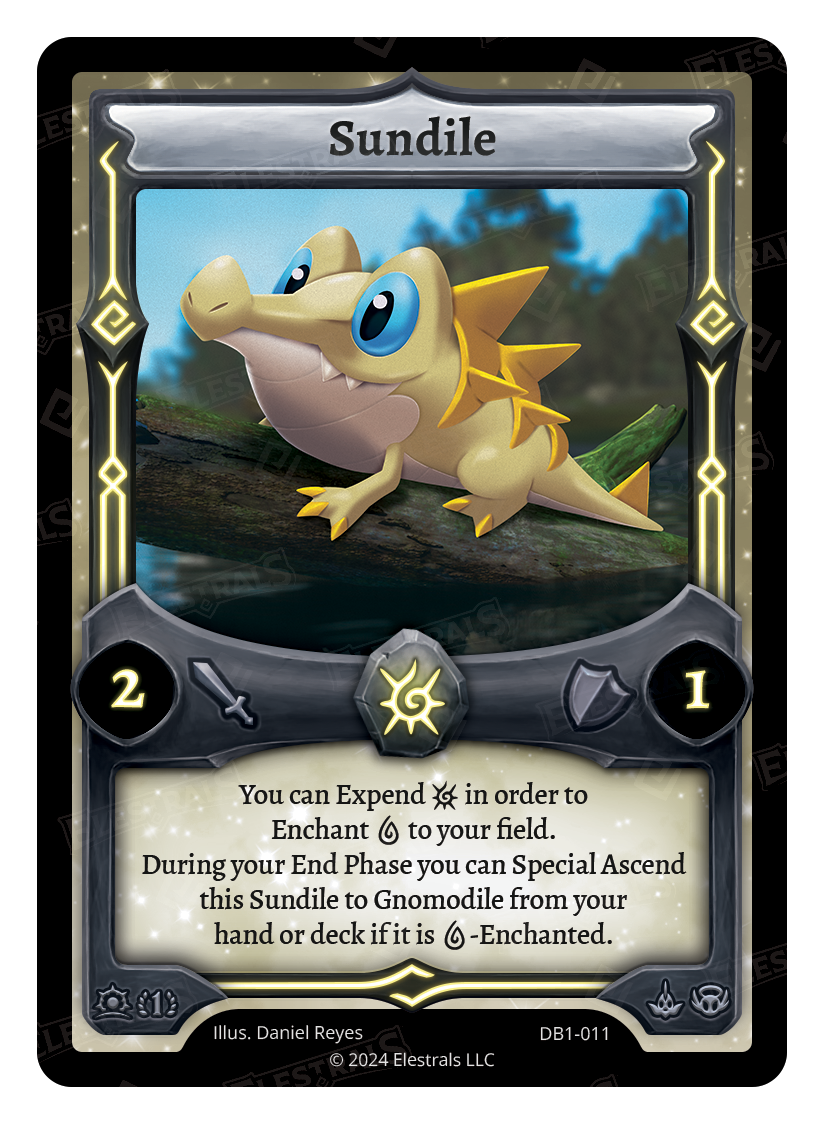 Sundile
2
1
You can Expend in order to
Enchant to your field.
During your End Phase you can Special Ascend
this Sundile to Gnomodile from your
hand or deck if it is -Enchanted.
1
Illus. Daniel Reyes
DB1-011
© 2024 Elestrals LLC
ELESTRALS